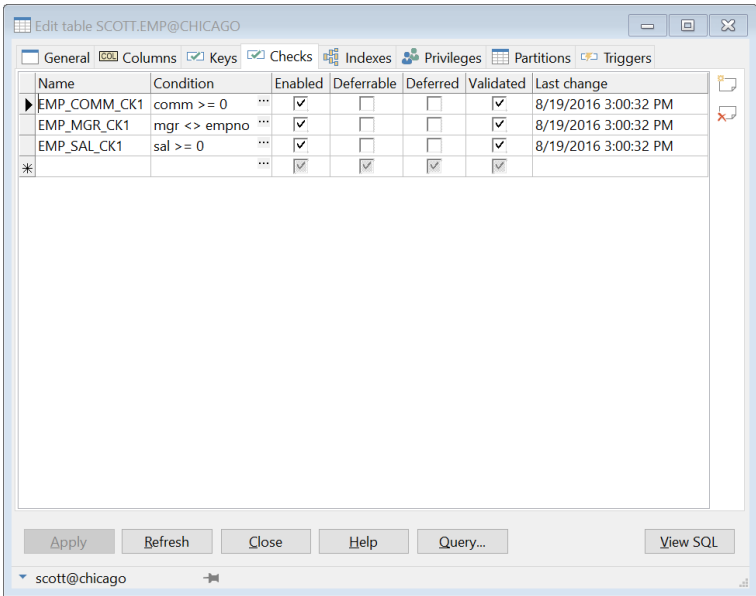 Edit table SCOTT.EMP@CHICAGO
General COL Columns Keys Checks Indexes Privileges Partitions Triggers
Name Condition Enabled Deferrable Deferred Validated Last change
EMP_COMM_CK1 comm >= 0 ... 8/19/2016 3:00:32 PM
EMP_MGR_CK1 mgr <> empno ... 8/19/2016 3:00:32 PM
EMP_SAL_CK1 sal >= 0 ... 8/19/2016 3:00:32 PM
...
Apply Refresh Close Help Query... View SQL
scott@chicago